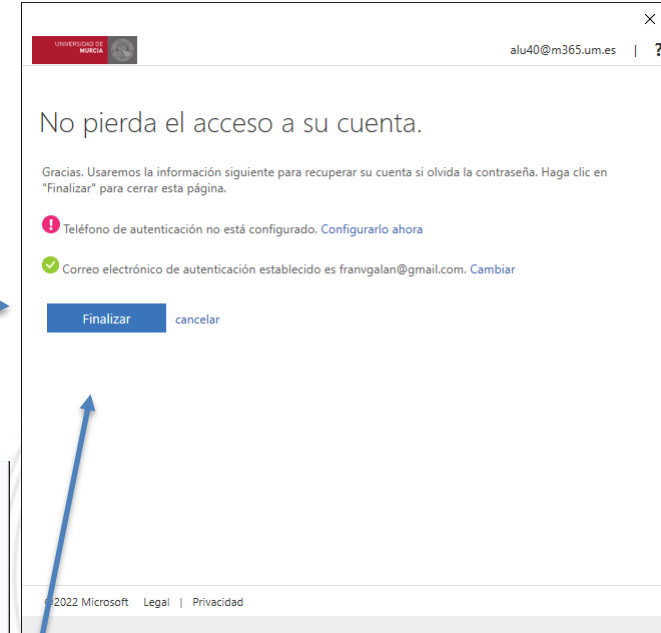 UNIVERSIDAD DE
MURCIA
alu40@m365.um.es | ?
No pierda el acceso a su cuenta.
Gracias. Usaremos la información siguiente para recuperar su cuenta si olvida la contraseña. Haga clic en
"Finalizar" para cerrar esta página.
Teléfono de autenticación no está configurado. Configurarlo ahora
Correo electrónico de autenticación establecido es franvgalan@gmail.com. Cambiar
Finalizar cancelar
©2022 Microsoft Legal | Privacidad